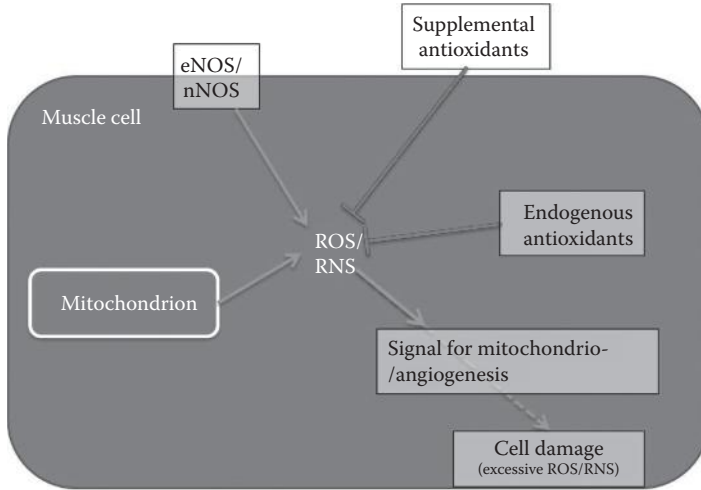 Supplemental
antioxidants
eNOS/
nNOS
Muscle cell
Endogenous
antioxidants
ROS/
RNS
Mitochondrion
Signal for mitochondrio-
/angiogenesis
Cell damage
(excessive ROS/RNS)